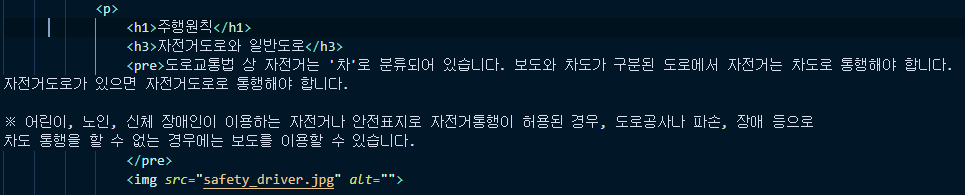 <p>
<h1>주행원칙</h1>
<h3>자전거도로와 일반도로</h3>
<pre>도로교통법 상 자전거는 '차'로 분류되어 있습니다. 보도와 차도가 구분된 도로에서 자전거는 차도로 통행해야 합니다.
자전거도로가 있으면 자전거도로로 통행해야 합니다.
※ 어린이, 노인, 신체 장애인이 이용하는 자전거나 안전표지로 자전거통행이 허용된 경우, 도로공사나 파손, 장애 등으로
차도 통행을 할 수 없는 경우에는 보도를 이용할 수 있습니다.
</pre>
<img src="safety_driver.jpg" alt="">